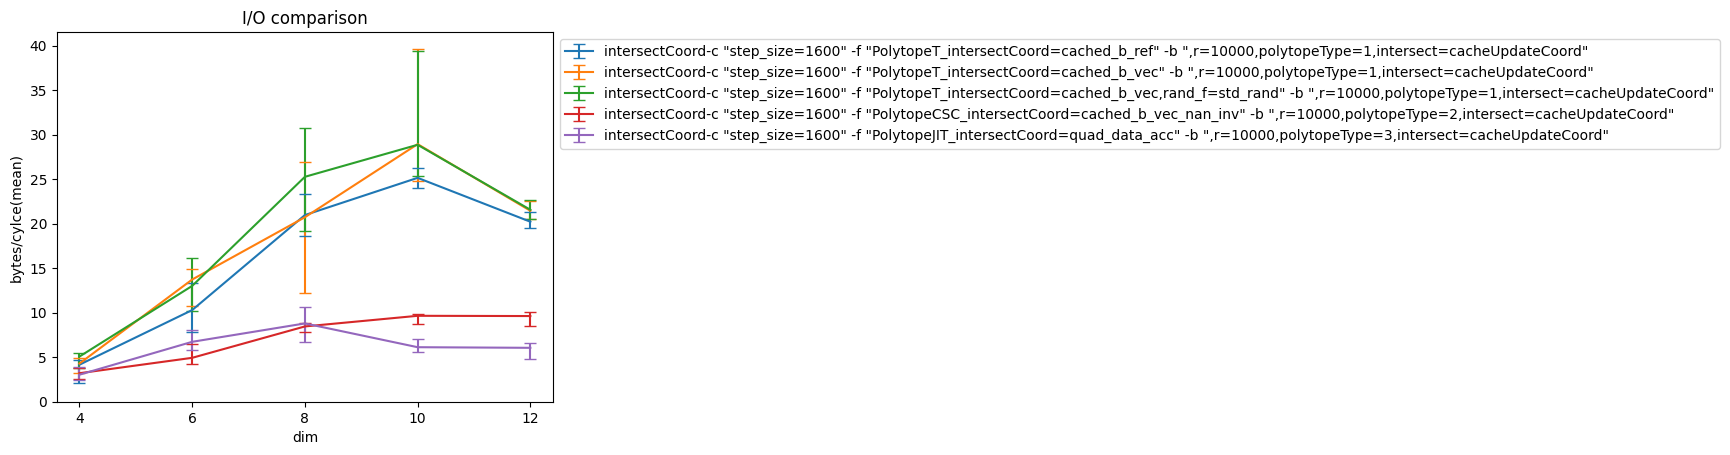 I/O comparison
40
35
30
25
20
15
10
5
0
bytes/cylce(mean)
4
6
8
10
12
dim
intersectCoord-c "step_size=1600" -f "PolytopeT_intersectCoord=cached_b_ref" -b ",r=10000,polytopeType=1,intersect=cacheUpdateCoord"
intersectCoord-c "step_size=1600" -f "PolytopeT_intersectCoord=cached_b_vec" -b ",r=10000,polytopeType=1,intersect=cacheUpdateCoord"
intersectCoord-c "step_size=1600" -f "PolytopeT_intersectCoord=cached_b_vec,rand_f=std_rand" -b ",r=10000,polytopeType=1,intersect=cacheUpdateCoord"
intersectCoord-c "step_size=1600" -f "PolytopeCSC_intersectCoord=cached_b_vec_nan_inv" -b ",r=10000,polytopeType=2,intersect=cacheUpdateCoord"
intersectCoord-c "step_size=1600" -f "PolytopeJIT_intersectCoord=quad_data_acc" -b ",r=10000,polytopeType=3,intersect=cacheUpdateCoord"